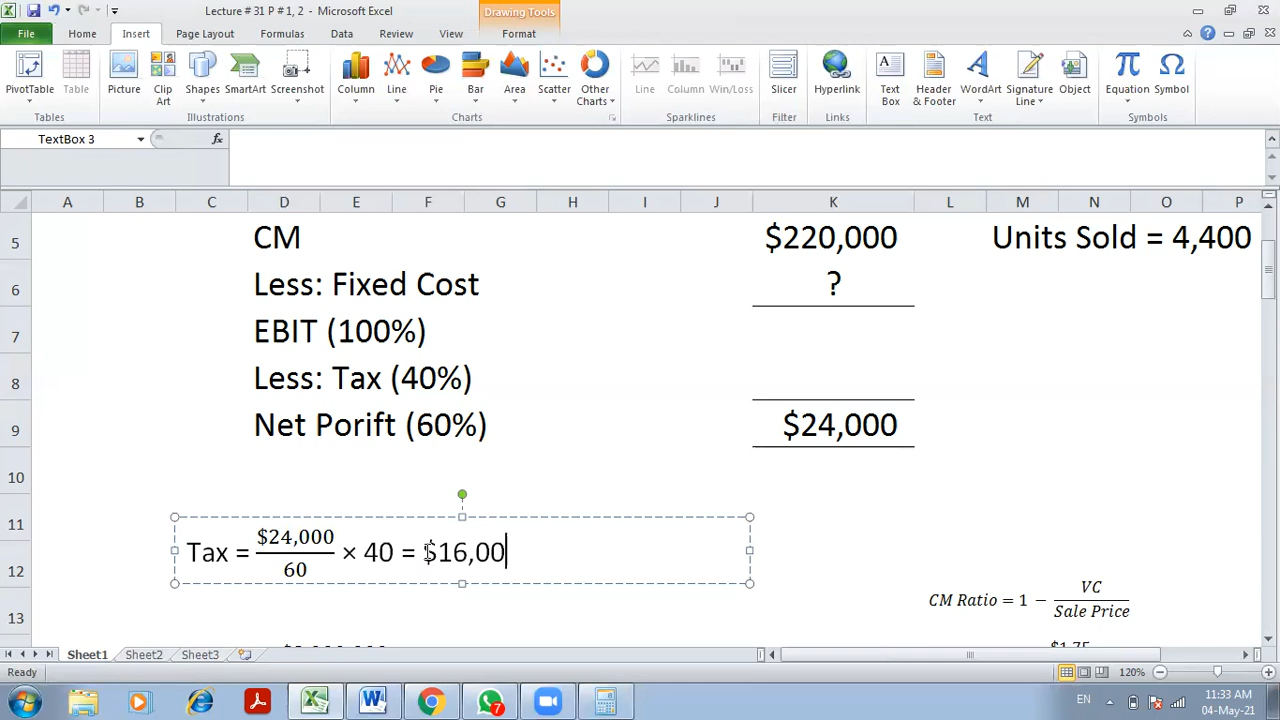 Lecture # 31 P # 1, 2 - Microsoft Excel
Drawing Tools
File Home Insert Page Layout Formulas Data Review View Format
PivotTable Table Picture Clip Art Shapes SmartArt Screenshot Column Line Pie Bar Area Scatter Other Charts Line Column Win/Loss Slicer Hyperlink Text Box Header & Footer WordArt Signature Line Object Equation Symbol
Tables Illustrations Charts Sparklines Filter Links Text Symbols
TextBox 3 fx
A B C D E F G H I J K L M N O P
5 CM $220,000 Units Sold = 4,400
6 Less: Fixed Cost ?
7 EBIT (100%)
8 Less: Tax (40%)
9 Net Porift (60%) $24,000
10
11
12
13
Tax = $24,000 / 60 × 40 = $16,00
CM Ratio = 1 − VC / Sale Price
$1.75
Sheet1 Sheet2 Sheet3
Ready 120%
7 EN 11:33 AM
04-May-21